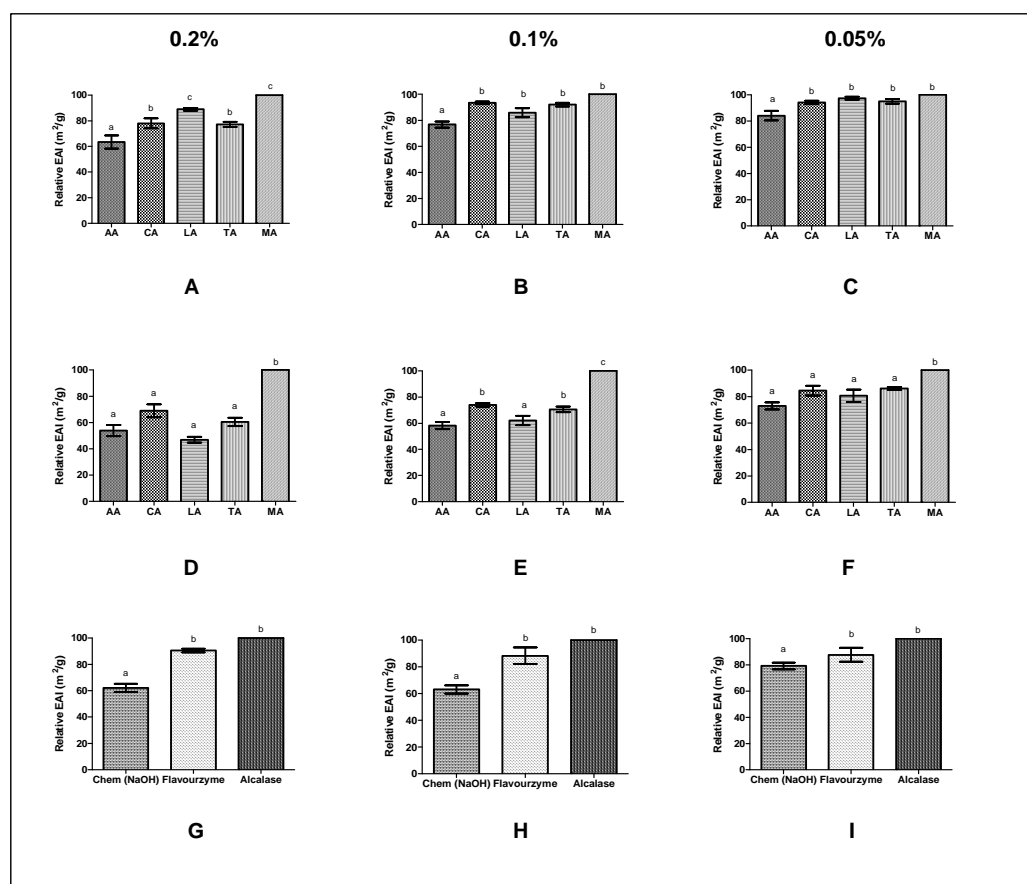 0.2% 0.1% 0.05%
Relative EAI (m²/g)
100
80
60
40
20
0
a b c b c
AA CA LA TA MA
A
Relative EAI (m²/g)
100
80
60
40
20
0
a b b b b
AA CA LA TA MA
B
Relative EAI (m²/g)
100
80
60
40
20
0
a b b b b
AA CA LA TA MA
C
Relative EAI (m²/g)
100
80
60
40
20
0
a a a a b
AA CA LA TA MA
D
Relative EAI (m²/g)
100
80
60
40
20
0
a b a b c
AA CA LA TA MA
E
Relative EAI (m²/g)
100
80
60
40
20
0
a a a a b
AA CA LA TA MA
F
Relative EAI (m²/g)
100
80
60
40
20
0
a b b
Chem (NaOH) Flavourzyme Alcalase
G
Relative EAI (m²/g)
100
80
60
40
20
0
a b b
Chem (NaOH) Flavourzyme Alcalase
H
Relative EAI (m²/g)
100
80
60
40
20
0
a b b
Chem (NaOH) Flavourzyme Alcalase
I